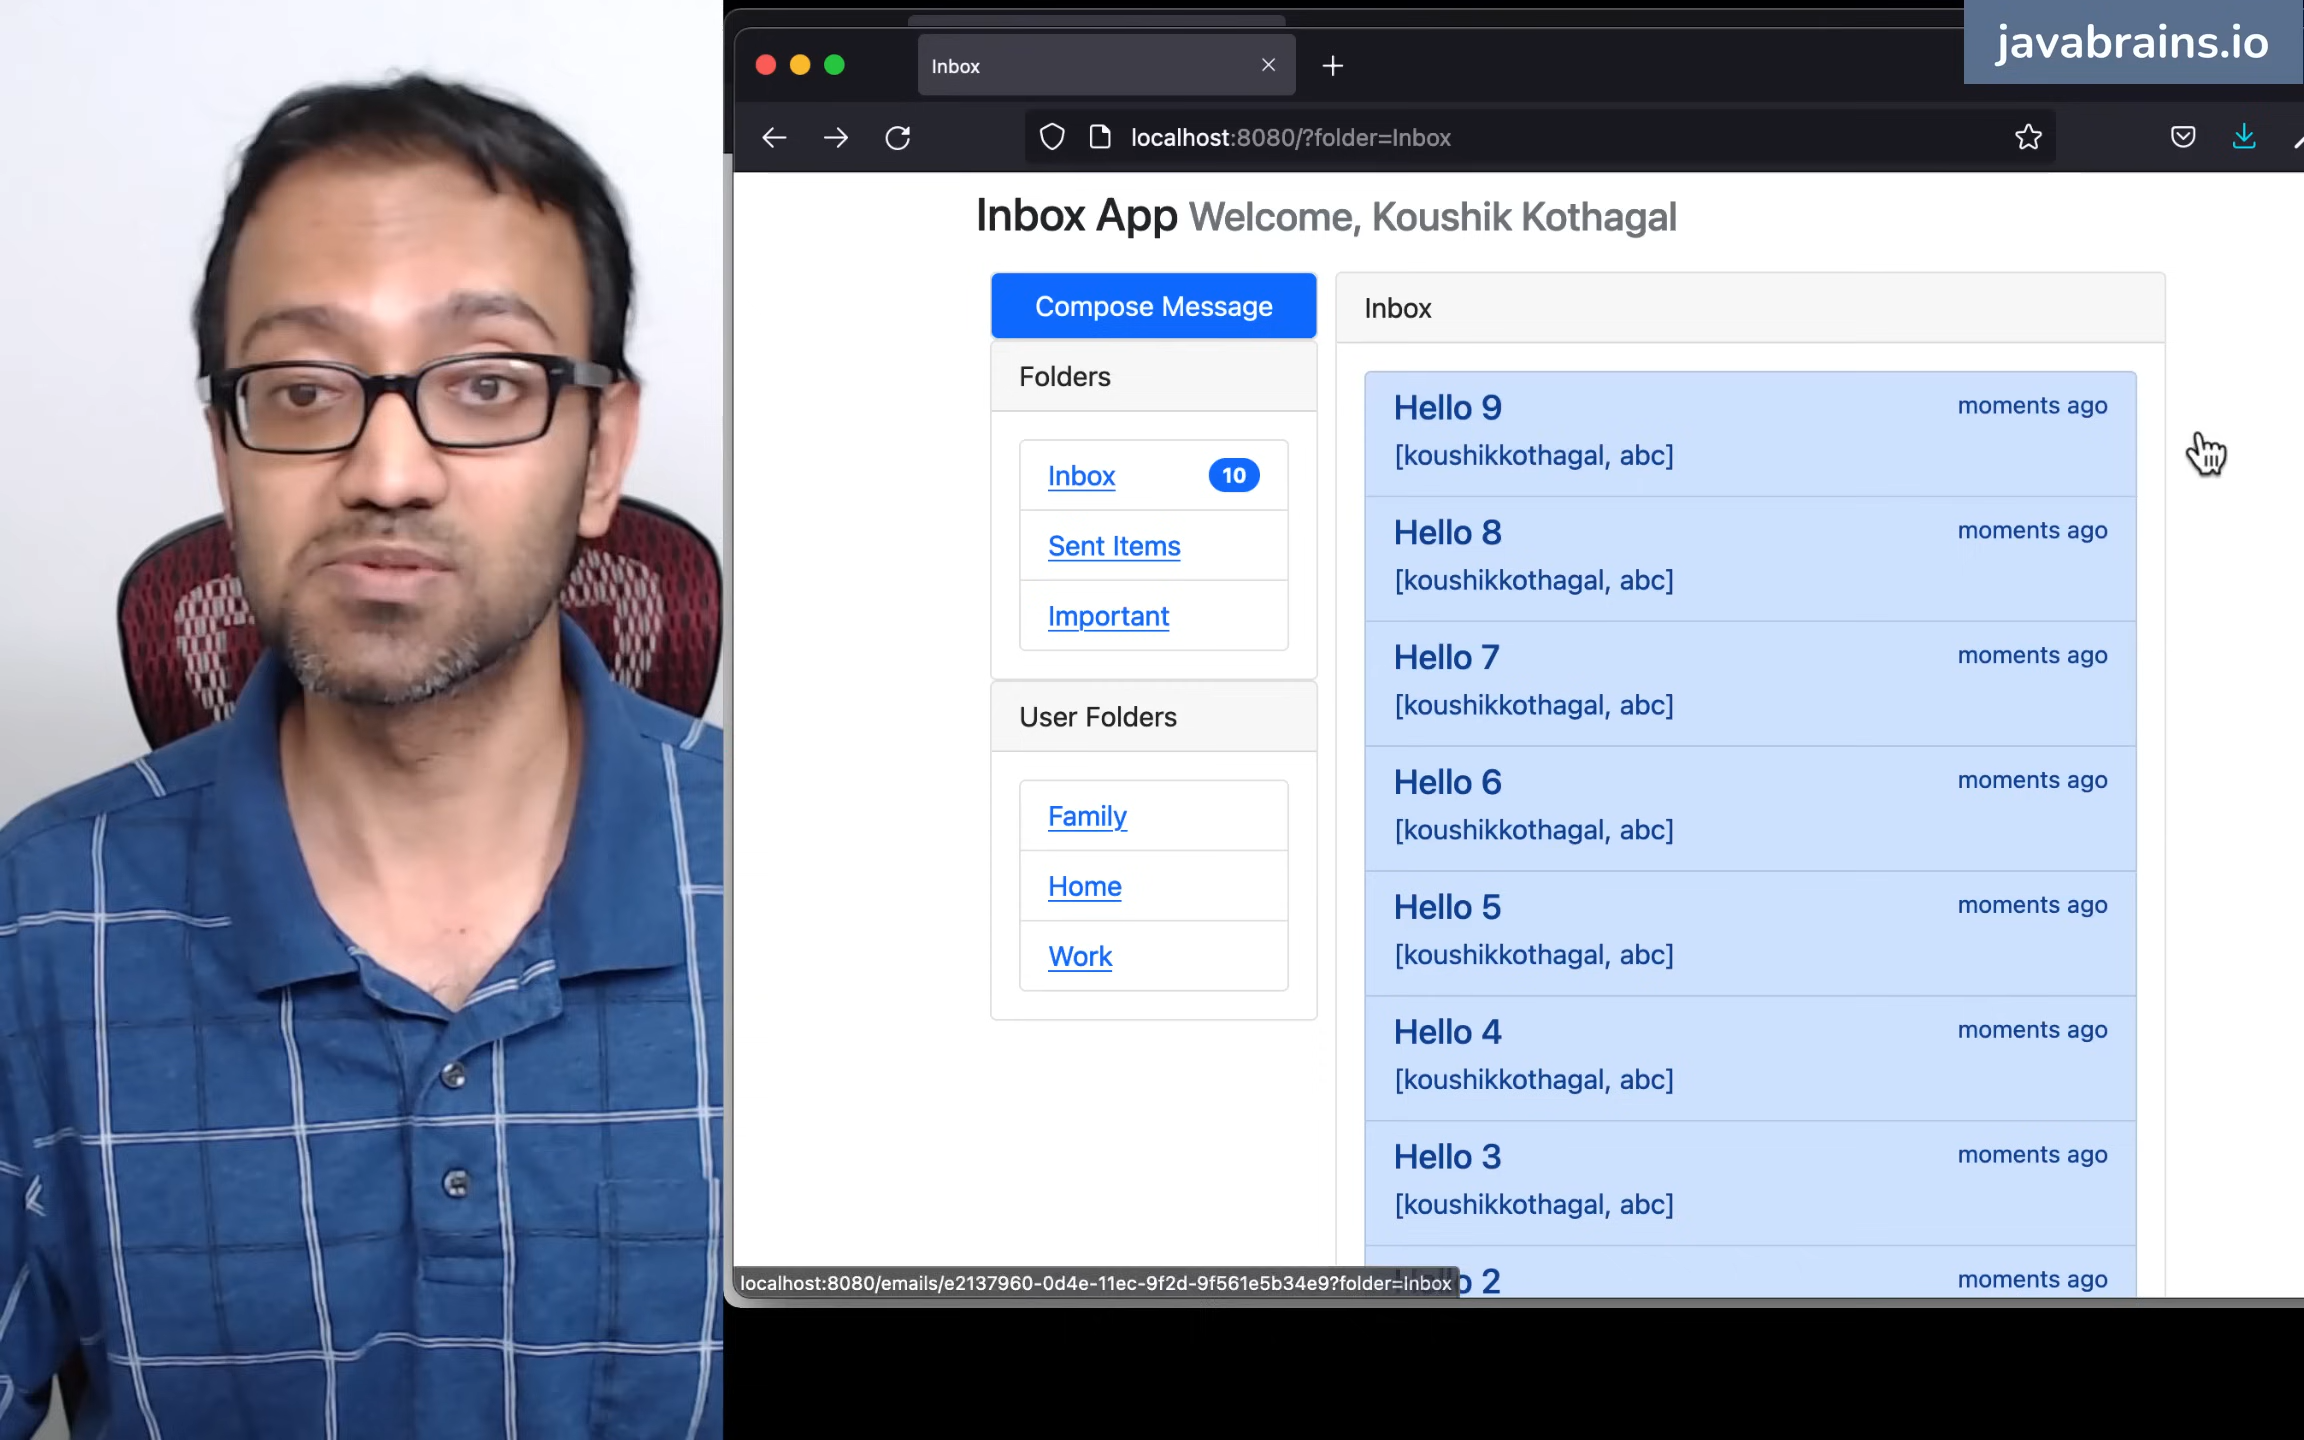 javabrains.io
Inbox
localhost:8080/?folder=Inbox
Inbox App Welcome, Koushik Kothagal
Compose Message
Folders
Inbox 10
Sent Items
Important
User Folders
Family
Home
Work
Inbox
Hello 9 moments ago
[koushikkothagal, abc]
Hello 8 moments ago
[koushikkothagal, abc]
Hello 7 moments ago
[koushikkothagal, abc]
Hello 6 moments ago
[koushikkothagal, abc]
Hello 5 moments ago
[koushikkothagal, abc]
Hello 4 moments ago
[koushikkothagal, abc]
Hello 3 moments ago
[koushikkothagal, abc]
Hello 2 moments ago
localhost:8080/emails/e2137960-0d4e-11ec-9f2d-9f561e5b34e9?folder=Inbox